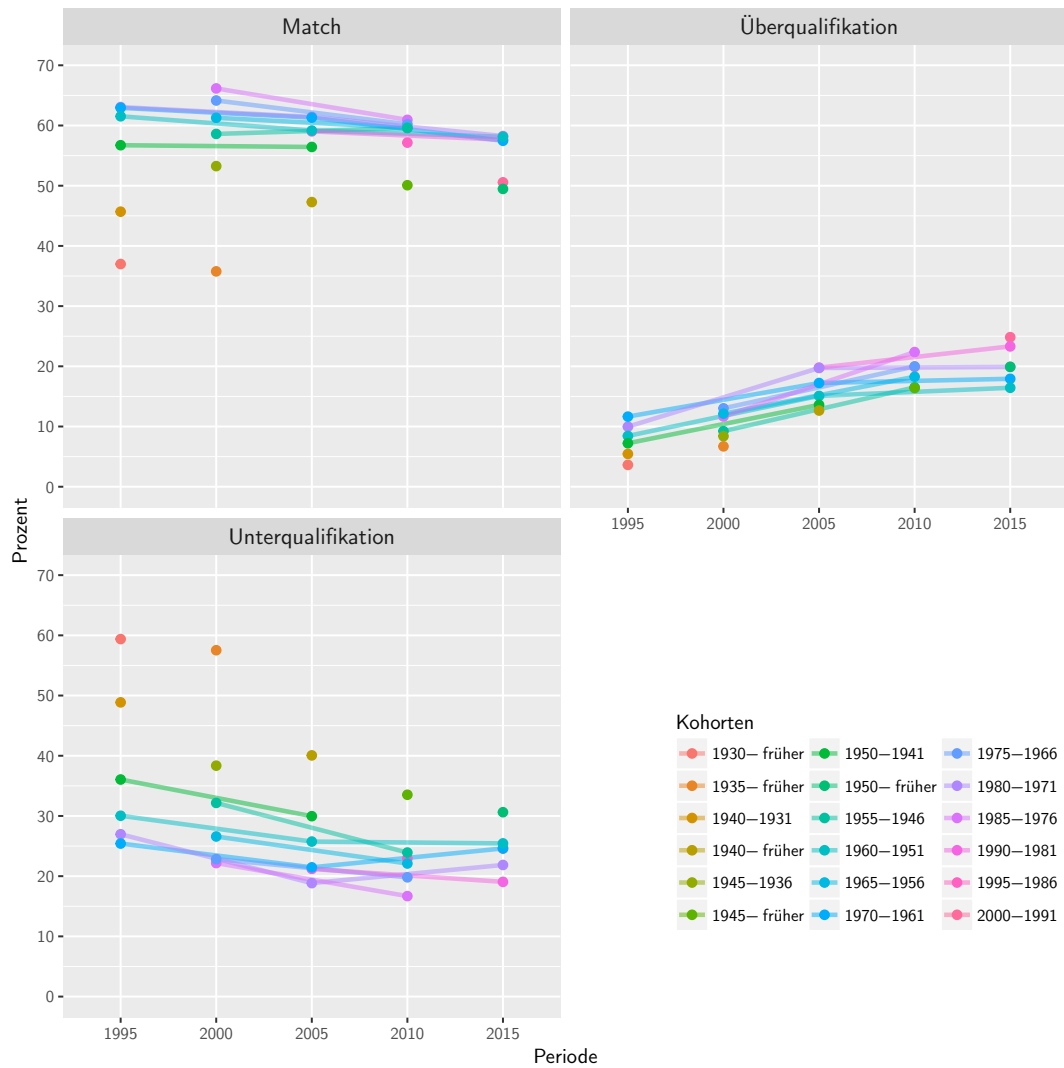 Match
Überqualifikation
70
60
50
40
30
20
10
0
1995 2000 2005 2010 2015
Prozent
Unterqualifikation
70
60
50
40
30
20
10
0
1995 2000 2005 2010 2015
Periode
Kohorten
1930– früher 1950–1941 1975–1966
1935– früher 1950– früher 1980–1971
1940–1931 1955–1946 1985–1976
1940– früher 1960–1951 1990–1981
1945–1936 1965–1956 1995–1986
1945– früher 1970–1961 2000–1991